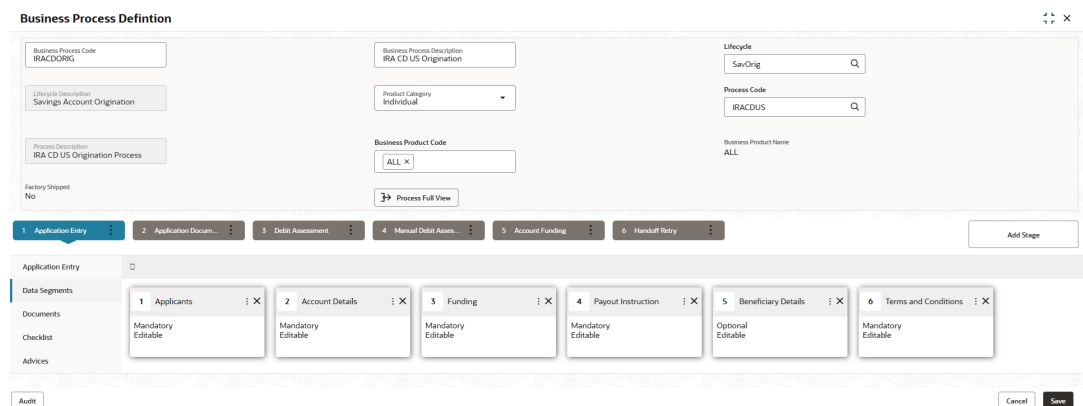 Business Process Defintion
Business Process Code
IRACDORIG
Business Process Description
IRA CD US Origination
Lifecycle
SavOrig
Lifecycle Description
Savings Account Origination
Product Category
Individual
Process Code
IRACDUS
Process Description
IRA CD US Origination Process
Business Product Code
ALL ×
Business Product Name
ALL
Factory Shipped
No
Process Full View
1 Application Entry
2 Application Docum...
3 Debit Assessment
4 Manual Debit Asses...
5 Account Funding
6 Handoff Retry
Add Stage
Application Entry
Data Segments
Documents
Checklist
Advices
1 Applicants
Mandatory
Editable
2 Account Details
Mandatory
Editable
3 Funding
Mandatory
Editable
4 Payout Instruction
Mandatory
Editable
5 Beneficiary Details
Optional
Editable
6 Terms and Conditions
Mandatory
Editable
Audit
Cancel
Save